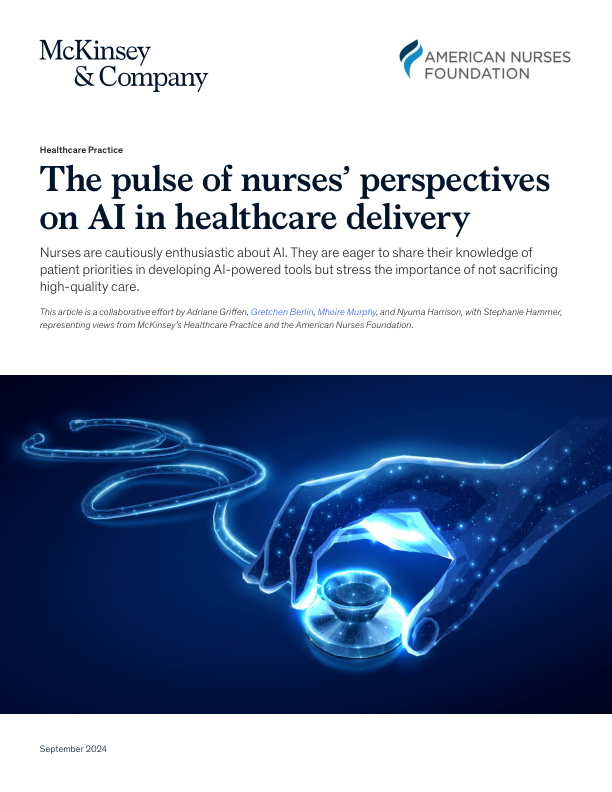 McKinsey
& Company
AMERICAN NURSES
FOUNDATION
Healthcare Practice
The pulse of nurses’ perspectives
on AI in healthcare delivery
Nurses are cautiously enthusiastic about AI. They are eager to share their knowledge of
patient priorities in developing AI-powered tools but stress the importance of not sacrificing
high-quality care.
This article is a collaborative effort by Adriane Griffen, Gretchen Berlin, Mhoire Murphy, and Nyuma Harrison, with Stephanie Hammer,
representing views from McKinsey’s Healthcare Practice and the American Nurses Foundation.
September 2024